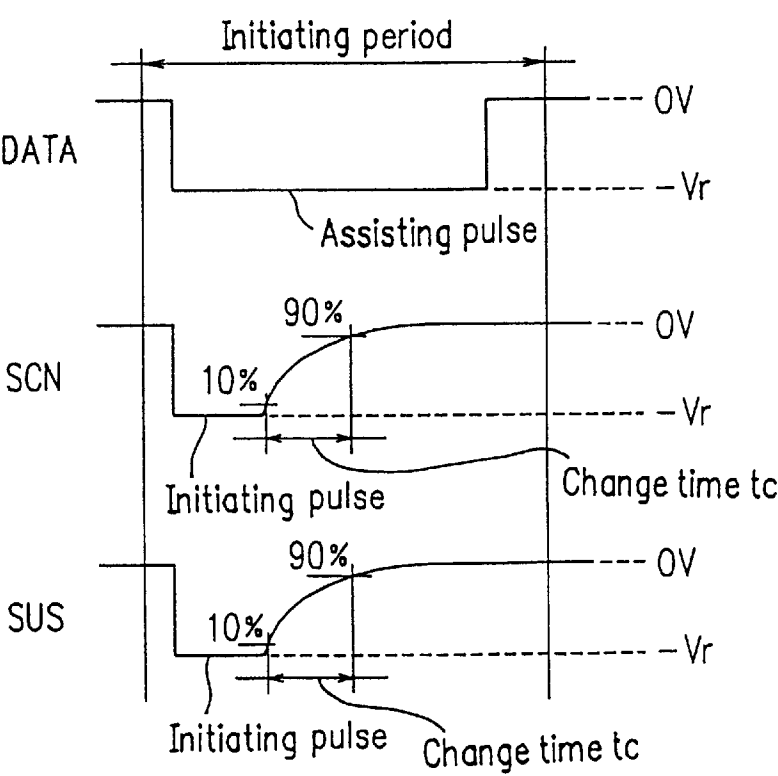 Initiating period
0V
DATA
-Vr
Assisting pulse
90%
0V
SCN
10%
-Vr
Initiating pulse
Change time tc
90%
0V
SUS
10%
-Vr
Initiating pulse
Change time tc